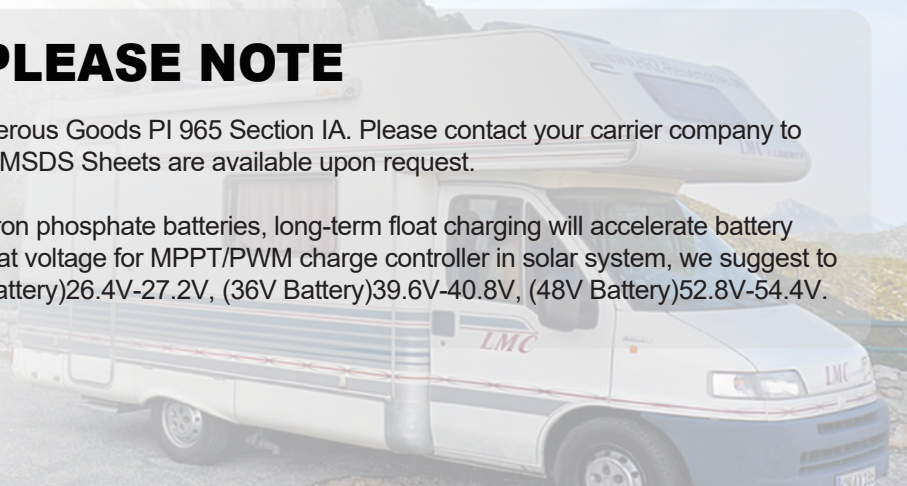 PLEASE NOTE
erous Goods PI 965 Section IA. Please contact your carrier company to
MSDS Sheets are available upon request.
ron phosphate batteries, long-term float charging will accelerate battery
at voltage for MPPT/PWM charge controller in solar system, we suggest to
attery)26.4V-27.2V, (36V Battery)39.6V-40.8V, (48V Battery)52.8V-54.4V.
LMC
LMC
LMC LIBERTY